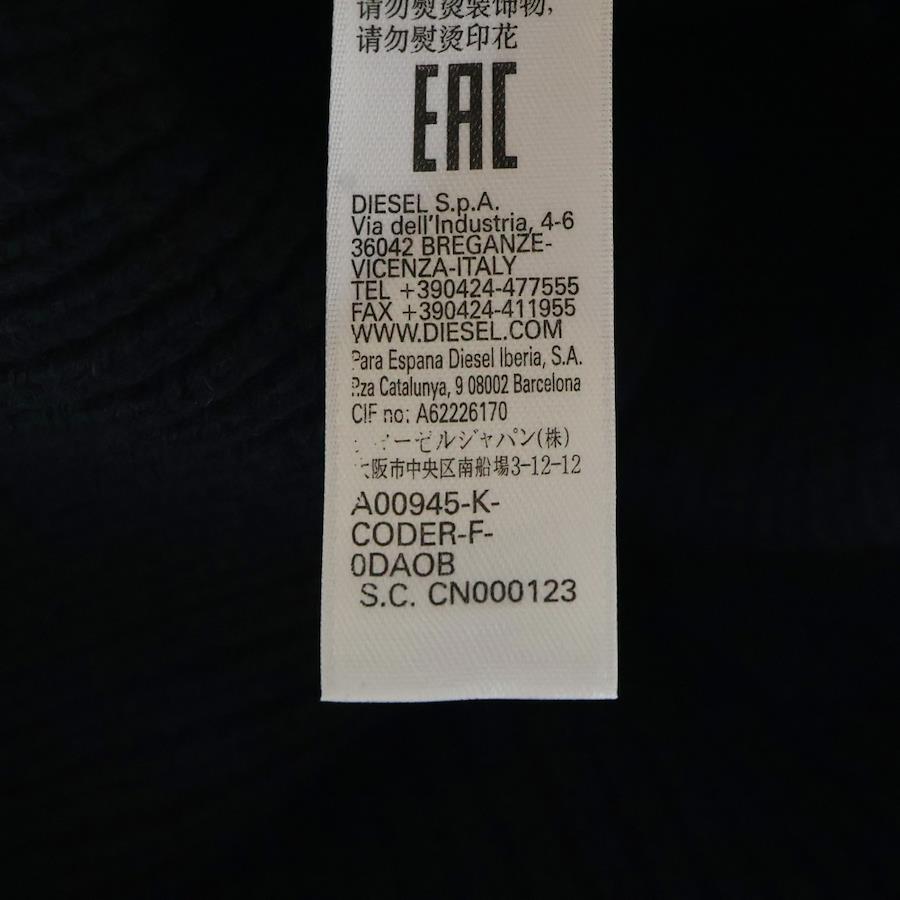 请勿熨烫装饰物,
请勿熨烫印花
EAC
DIESEL S.p.A.
Via dell'Industria, 4-6
36042 BREGANZE-
VICENZA-ITALY
TEL +390424-477555
FAX +390424-411955
WWW.DIESEL.COM
Para Espana Diesel Iberia, S.A.
Pza Catalunya, 9 08002 Barcelona
CIF no: A62226170
ディーゼルジャパン(株)
大阪市中央区南船場3-12-12
A00945-K-
CODER-F-
0DAOB
S.C. CN000123